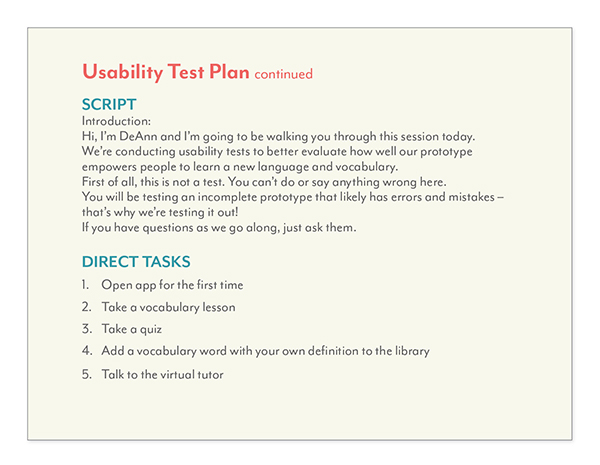 Usability Test Plan continued
SCRIPT
Introduction:
Hi, I'm DeAnn and I'm going to be walking you through this session today.
We're conducting usability tests to better evaluate how well our prototype
empowers people to learn a new language and vocabulary.
First of all, this is not a test. You can't do or say anything wrong here.
You will be testing an incomplete prototype that likely has errors and mistakes –
that's why we're testing it out!
If you have questions as we go along, just ask them.
DIRECT TASKS
1. Open app for the first time
2. Take a vocabulary lesson
3. Take a quiz
4. Add a vocabulary word with your own definition to the library
5. Talk to the virtual tutor